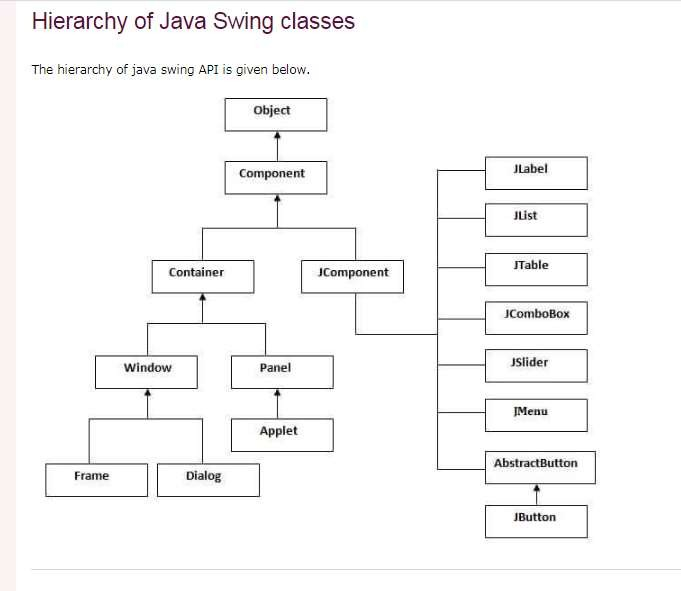 Hierarchy of Java Swing classes
The hierarchy of java swing API is given below.
Object
Component
Container
JComponent
Window
Panel
Applet
Frame
Dialog
JLabel
JList
JTable
JComboBox
JSlider
JMenu
AbstractButton
JButton